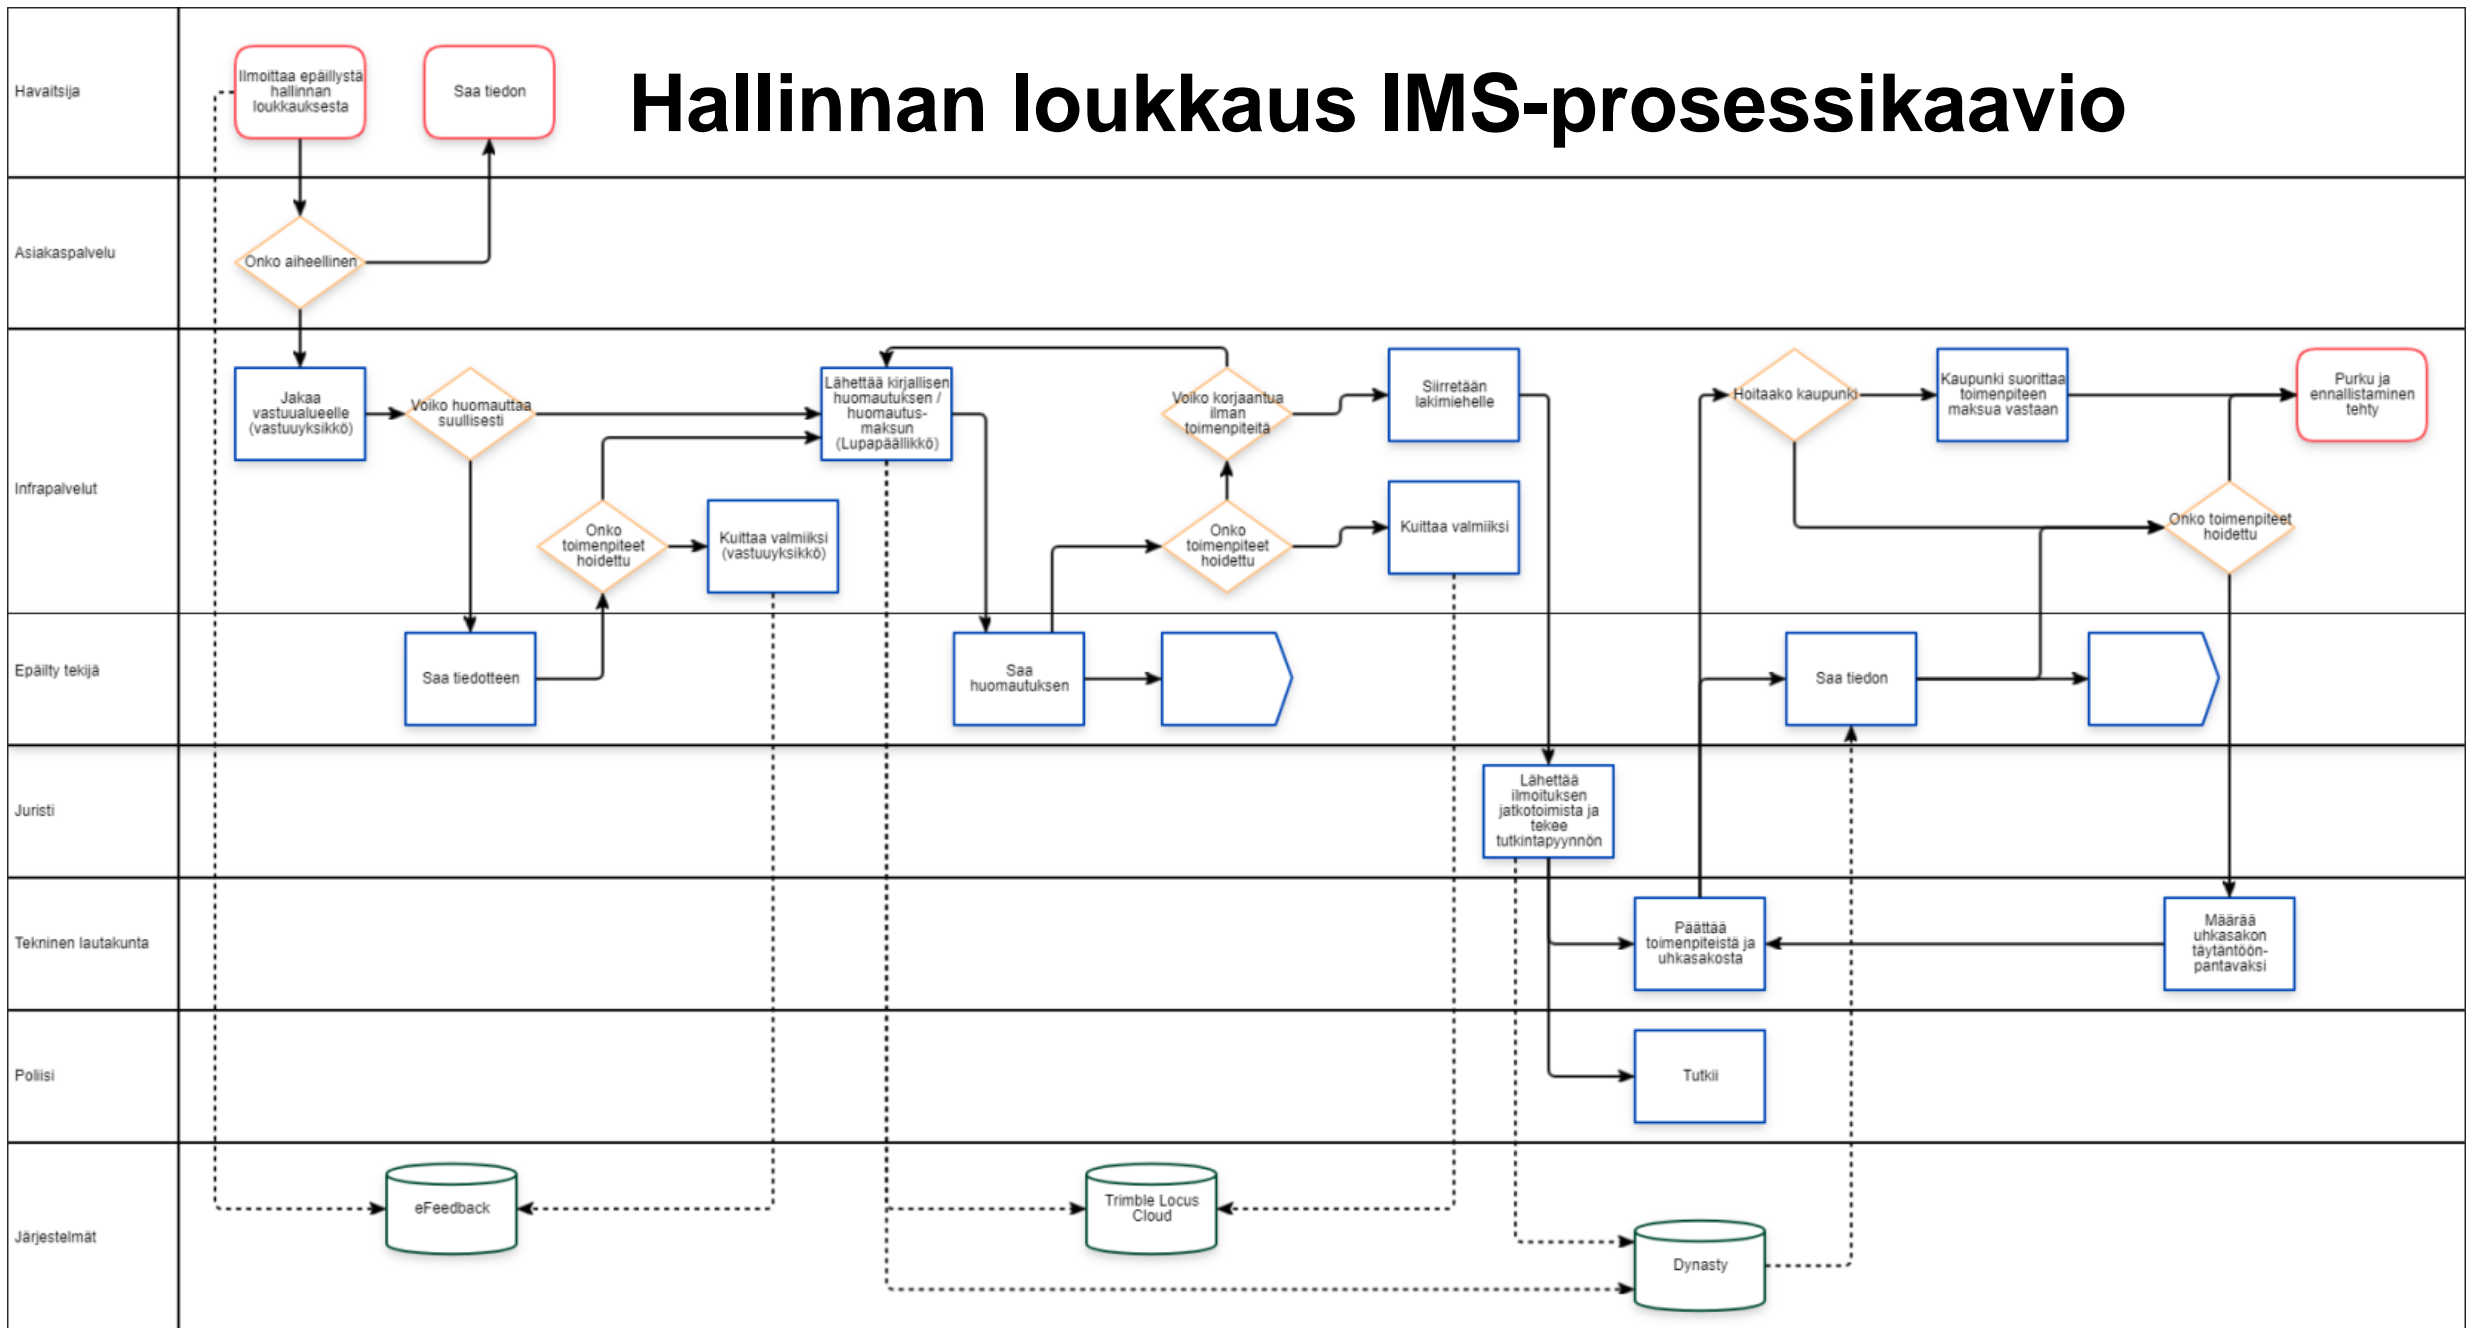 Hallinnan loukkaus IMS-prosessikaavio
Havaitsija
Ilmoittaa epäillystä
hallinnan
loukkauksesta
Saa tiedon
Asiakaspalvelu
Onko aiheellinen
Infrapalvelut
Jakaa
vastuualueelle
(vastuuyksikkö)
Voiko huomauttaa
suullisesti
Onko
toimenpiteet
hoidettu
Kuittaa valmiiksi
(vastuuyksikkö)
Lähettää kirjallisen
huomautuksen /
huomautus-
maksun
(Lupapäällikkö)
Voiko korjaantua
ilman
toimenpiteitä
Onko
toimenpiteet
hoidettu
Siirretään
lakimiehelle
Kuittaa valmiiksi
Hoitaako kaupunki
Kaupunki suorittaa
toimenpiteen
maksua vastaan
Purku ja
ennallistaminen
tehty
Onko toimenpiteet
hoidettu
Epäilty tekijä
Saa tiedotteen
Saa
huomautuksen
Saa tiedon
Juristi
Lähettää
ilmoituksen
jatkotoimista ja
tekee
tutkintapyynnön
Tekninen lautakunta
Päättää
toimenpiteistä ja
uhkasakosta
Määrää
uhkasakon
täytäntöön-
pantavaksi
Poliisi
Tutkii
Järjestelmät
eFeedback
Trimble Locus
Cloud
Dynasty